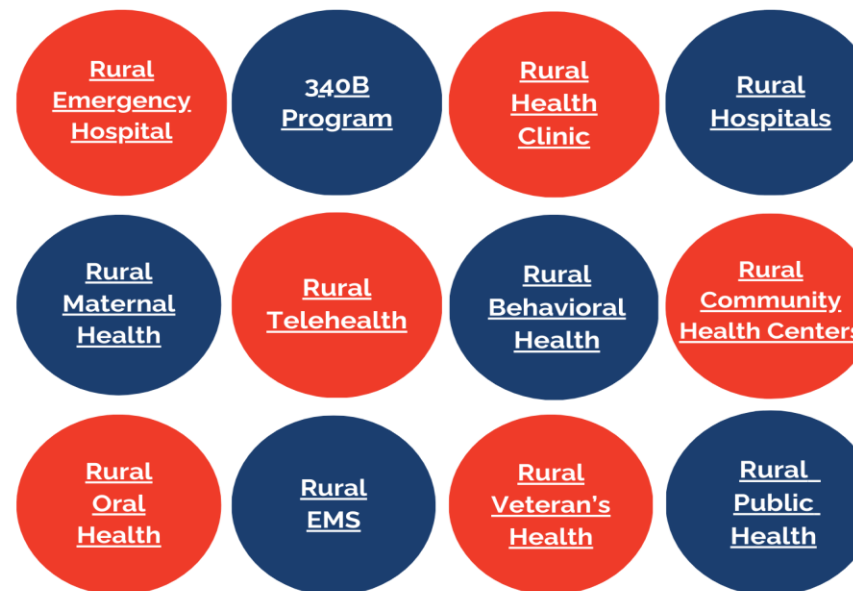 Rural
Emergency
Hospital
340B
Program
Rural
Health
Clinic
Rural
Hospitals
Rural
Maternal
Health
Rural
Telehealth
Rural
Behavioral
Health
Rural
Community
Health Centers
Rural
Oral
Health
Rural
EMS
Rural
Veteran's
Health
Rural
Public
Health